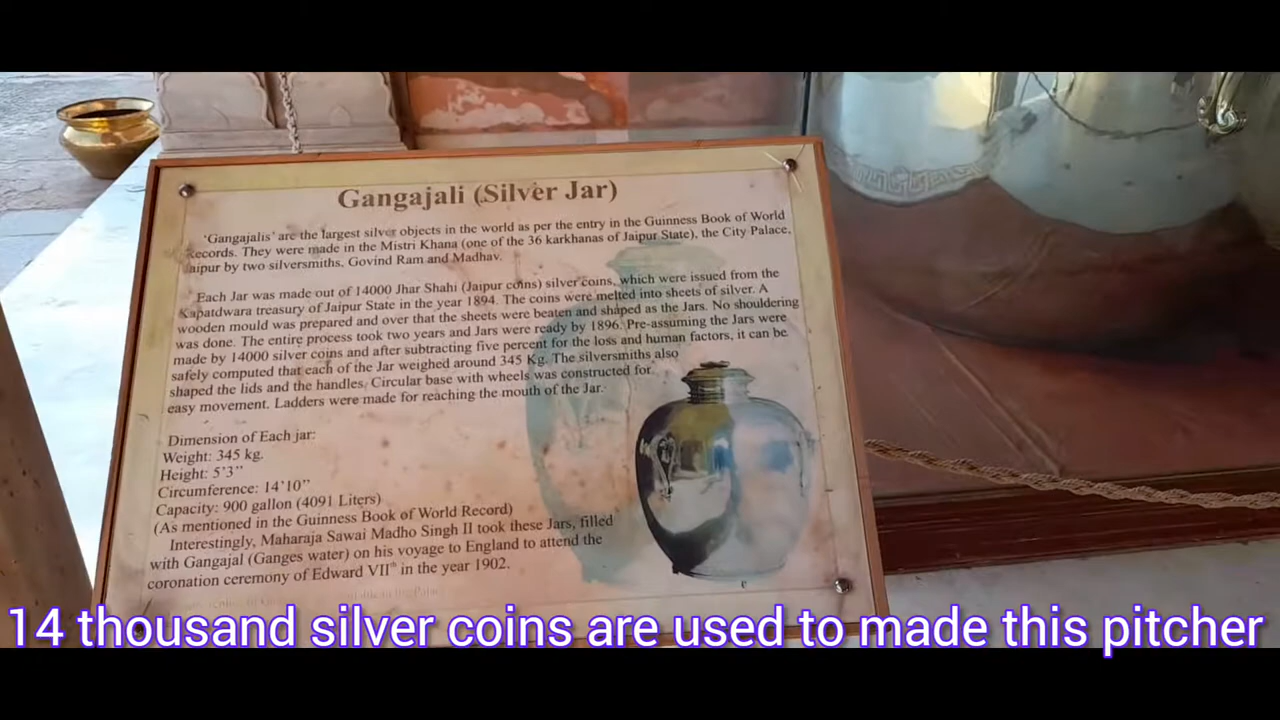 Gangajali (Silver Jar)
'Gangajalis' are the largest silver objects in the world as per the entry in the Guinness Book of World
Records. They were made in the Mistri Khana (one of the 36 karkhanas of Jaipur State), the City Palace,
Jaipur by two silversmiths, Govind Ram and Madhav.
Each Jar was made out of 14000 Jhar Shahi (Jaipur coins) silver coins, which were issued from the
Kapatdwara treasury of Jaipur State in the year 1894. The coins were melted into sheets of silver. A
wooden mould was prepared and over that the sheets were beaten and shaped as the Jars. No shouldering
was done. The entire process took two years and Jars were ready by 1896. Pre-assuming the Jars were
made by 14000 silver coins and after subtracting five percent for the loss and human factors, it can be
safely computed that each of the Jar weighed around 345 Kg. The silversmiths also
shaped the lids and the handles. Circular base with wheels was constructed for
easy movement. Ladders were made for reaching the mouth of the Jar.
Dimension of Each jar:
Weight: 345 kg.
Height: 5'3''
Circumference: 14'10''
Capacity: 900 gallon (4091 Liters)
(As mentioned in the Guinness Book of World Record)
Interestingly, Maharaja Sawai Madho Singh II took these Jars, filled
with Gangajal (Ganges water) on his voyage to England to attend the
coronation ceremony of Edward VIIth in the year 1902.
14 thousand silver coins are used to made this pitcher